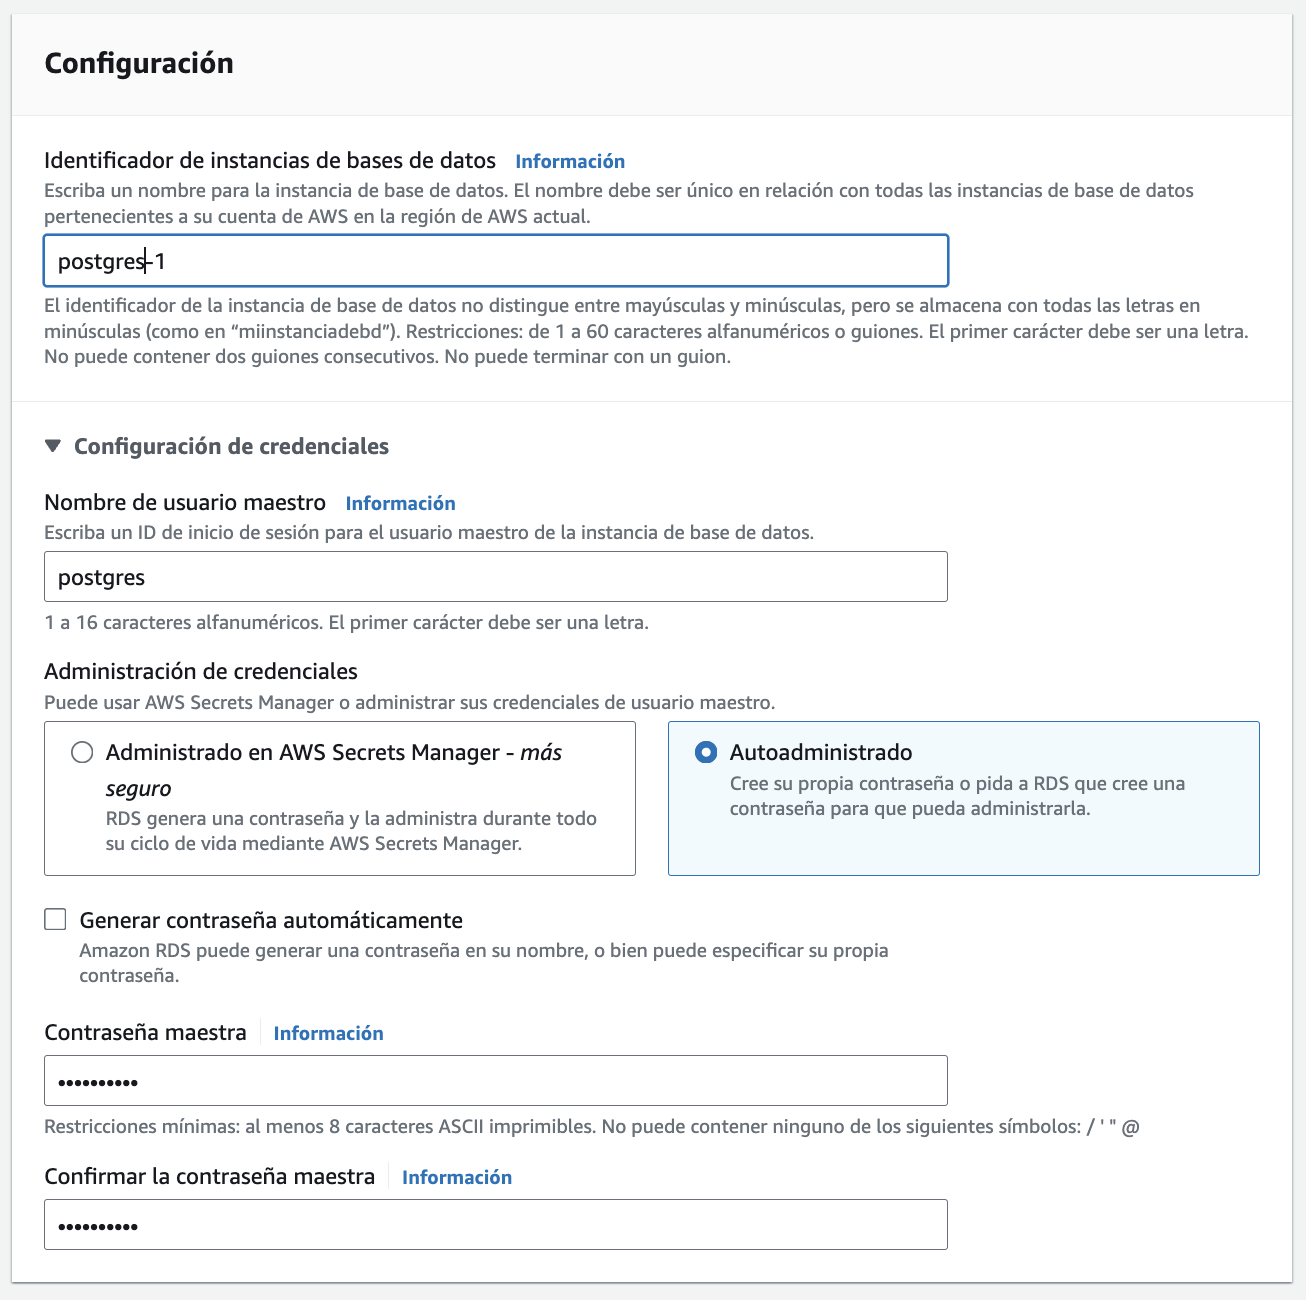 Configuración
Identificador de instancias de bases de datos Información
Escriba un nombre para la instancia de base de datos. El nombre debe ser único en relación con todas las instancias de base de datos
pertenecientes a su cuenta de AWS en la región de AWS actual.
postgres-1
El identificador de la instancia de base de datos no distingue entre mayúsculas y minúsculas, pero se almacena con todas las letras en
minúsculas (como en “miinstanciadebd”). Restricciones: de 1 a 60 caracteres alfanuméricos o guiones. El primer carácter debe ser una letra.
No puede contener dos guiones consecutivos. No puede terminar con un guion.
Configuración de credenciales
Nombre de usuario maestro Información
Escriba un ID de inicio de sesión para el usuario maestro de la instancia de base de datos.
postgres
1 a 16 caracteres alfanuméricos. El primer carácter debe ser una letra.
Administración de credenciales
Puede usar AWS Secrets Manager o administrar sus credenciales de usuario maestro.
Administrado en AWS Secrets Manager - más
seguro
RDS genera una contraseña y la administra durante todo
su ciclo de vida mediante AWS Secrets Manager.
Autoadministrado
Cree su propia contraseña o pida a RDS que cree una
contraseña para que pueda administrarla.
Generar contraseña automáticamente
Amazon RDS puede generar una contraseña en su nombre, o bien puede especificar su propia
contraseña.
Contraseña maestra Información
••••••••••
Restricciones mínimas: al menos 8 caracteres ASCII imprimibles. No puede contener ninguno de los siguientes símbolos: / ' " @
Confirmar la contraseña maestra Información
••••••••••